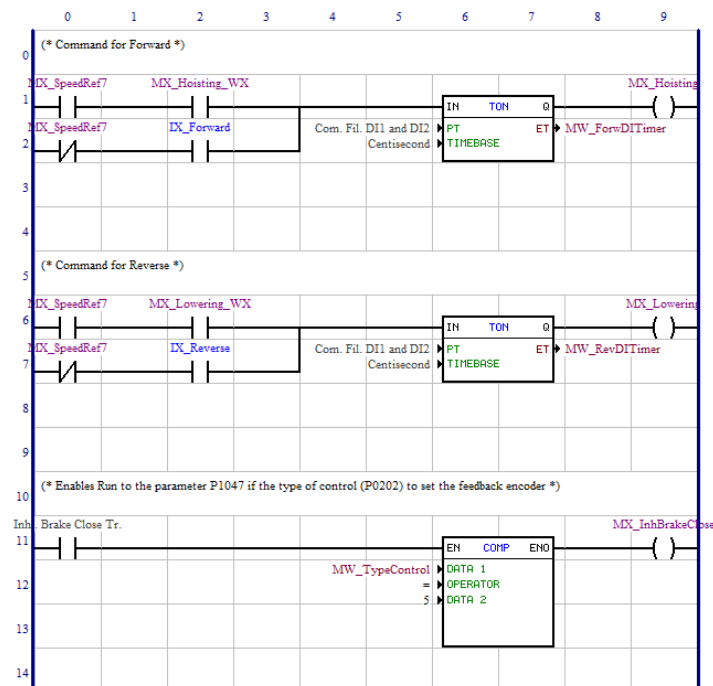 0 1 2 3 4 5 6 7 8 9
(* Command for Forward *)
0
MX_SpeedRef7 MX_Hoisting_WX MX_Hoisting
1 IN TON Q
MX_SpeedRef7 IX_Forward Com. Fil. DI1 and DI2 PT ET MW_ForwDITimer
2 Centisecond TIMEBASE
3
4
(* Command for Reverse *)
5
MX_SpeedRef7 MX_Lowering_WX MX_Lowering
6 IN TON Q
MX_SpeedRef7 IX_Reverse Com. Fil. DI1 and DI2 PT ET MW_RevDITimer
7 Centisecond TIMEBASE
8
9
(* Enables Run to the parameter P1047 if the type of control (P0202) to set the feedback encoder *)
10
Inh. Brake Close Tr. MX_InhBrakeClose
11 EN COMP ENO
MW_TypeControl DATA 1
12 = OPERATOR
5 DATA 2
13
14